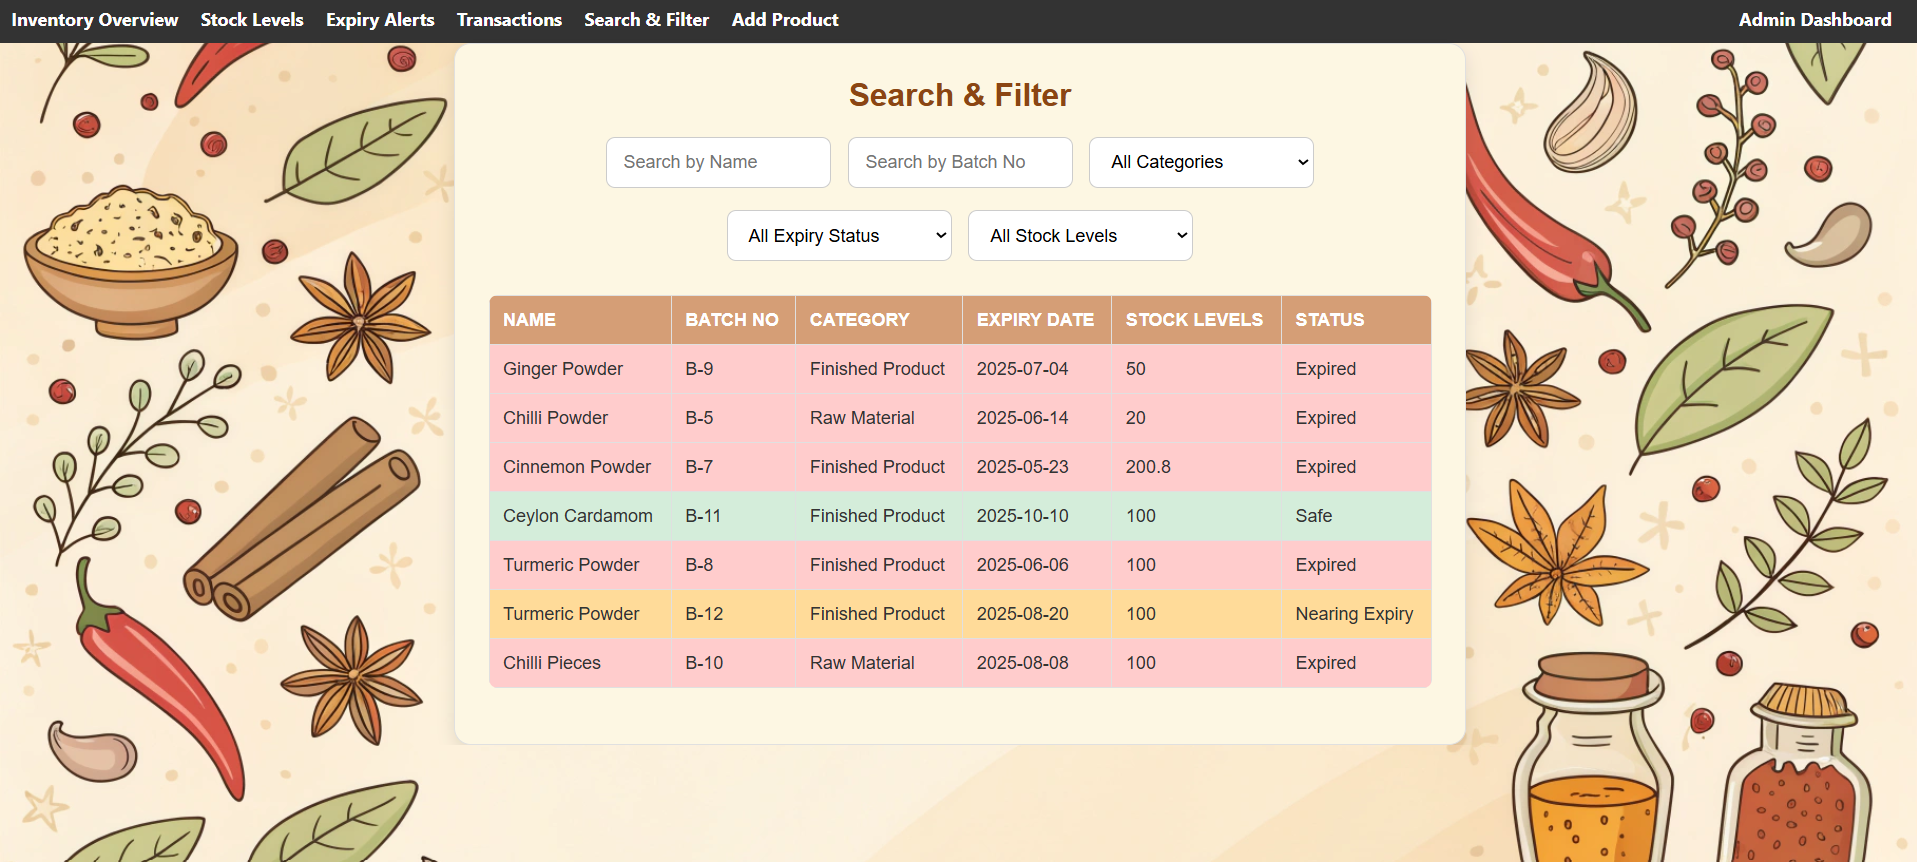 Inventory Overview Stock Levels Expiry Alerts Transactions Search & Filter Add Product Admin Dashboard
Search & Filter
Search by Name Search by Batch No All Categories
All Expiry Status All Stock Levels
NAME BATCH NO CATEGORY EXPIRY DATE STOCK LEVELS STATUS
Ginger Powder B-9 Finished Product 2025-07-04 50 Expired
Chilli Powder B-5 Raw Material 2025-06-14 20 Expired
Cinnemon Powder B-7 Finished Product 2025-05-23 200.8 Expired
Ceylon Cardamom B-11 Finished Product 2025-10-10 100 Safe
Turmeric Powder B-8 Finished Product 2025-06-06 100 Expired
Turmeric Powder B-12 Finished Product 2025-08-20 100 Nearing Expiry
Chilli Pieces B-10 Raw Material 2025-08-08 100 Expired